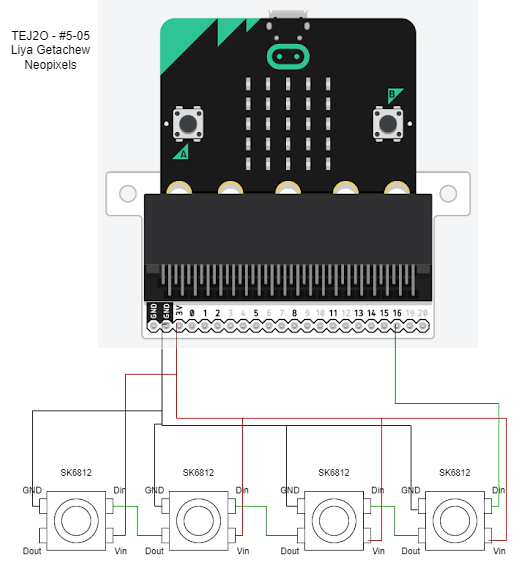 TEJ2O - #5-05
Liya Getachew
Neopixels
B
A
GND GND 3V 0 1 2 3 4 5 6 7 8 9 10 11 12 13 14 15 16 19 20
SK6812 SK6812 SK6812 SK6812
GND Din GND Din GND Din GND Din
Dout Vin Dout Vin Dout Vin Dout Vin